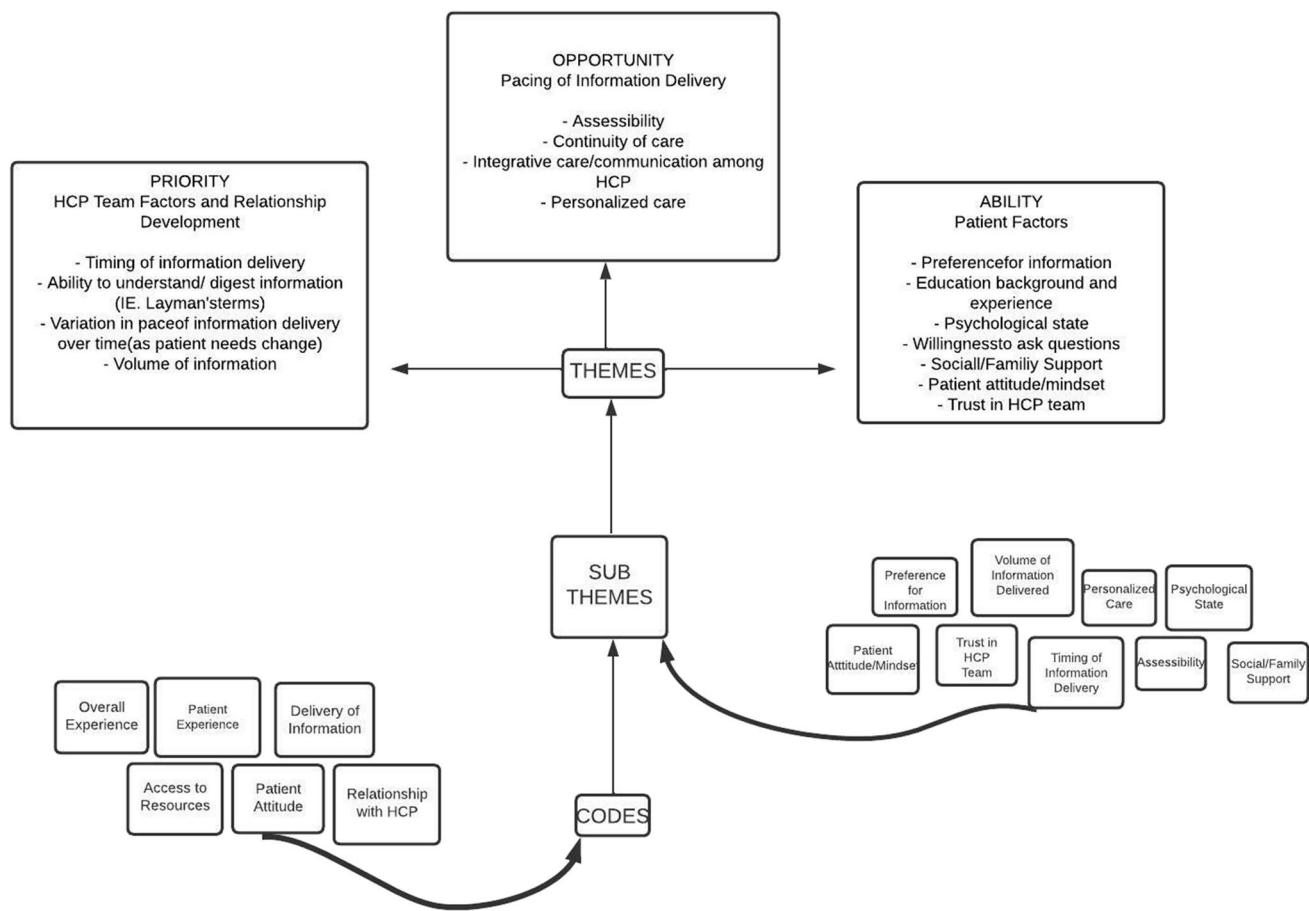 OPPORTUNITY
Pacing of Information Delivery
- Assessibility
- Continuity of care
- Integrative care/communication among
HCP
- Personalized care
PRIORITY
HCP Team Factors and Relationship
Development
- Timing of information delivery
- Ability to understand/ digest information
(IE. Layman'sterms)
- Variation in paceof information delivery
over time(as patient needs change)
- Volume of information
ABILITY
Patient Factors
- Preferencefor information
- Education background and
experience
- Psychological state
- Willingnessto ask questions
- Sociall/Familiy Support
- Patient attitude/mindset
- Trust in HCP team
THEMES
SUB
THEMES
Preference
for
Information
Volume of
Information
Delivered
Personalized
Care
Psychological
State
Patient
Atttitude/Mindset
Trust in
HCP
Team
Timing of
Information
Delivery
Assessibility
Social/Family
Support
Overall
Experience
Patient
Experience
Delivery of
Information
Access to
Resources
Patient
Attitude
Relationship
with HCP
CODES